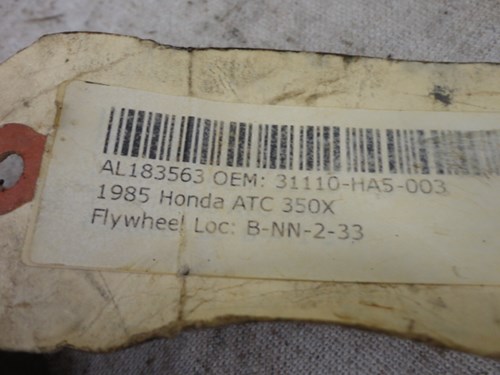 AL183563 OEM: 31110-HA5-003
1985 Honda ATC 350X
Flywheel Loc: B-NN-2-33